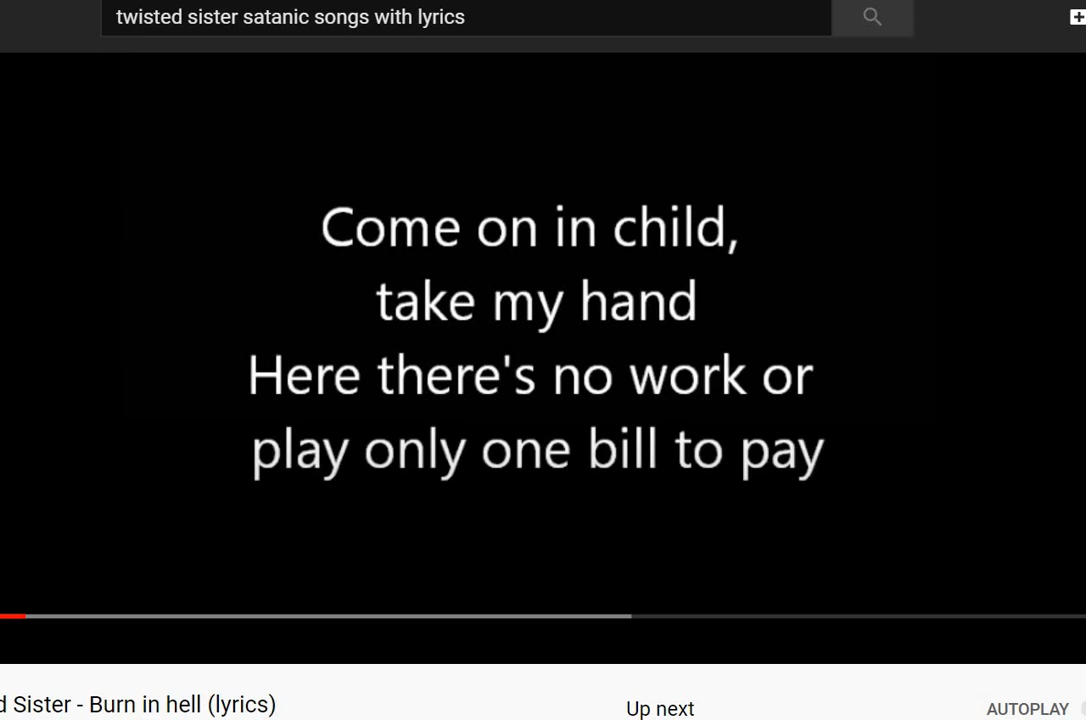 twisted sister satanic songs with lyrics
Come on in child,
take my hand
Here there's no work or
play only one bill to pay
d Sister - Burn in hell (lyrics)
Up next
AUTOPLAY